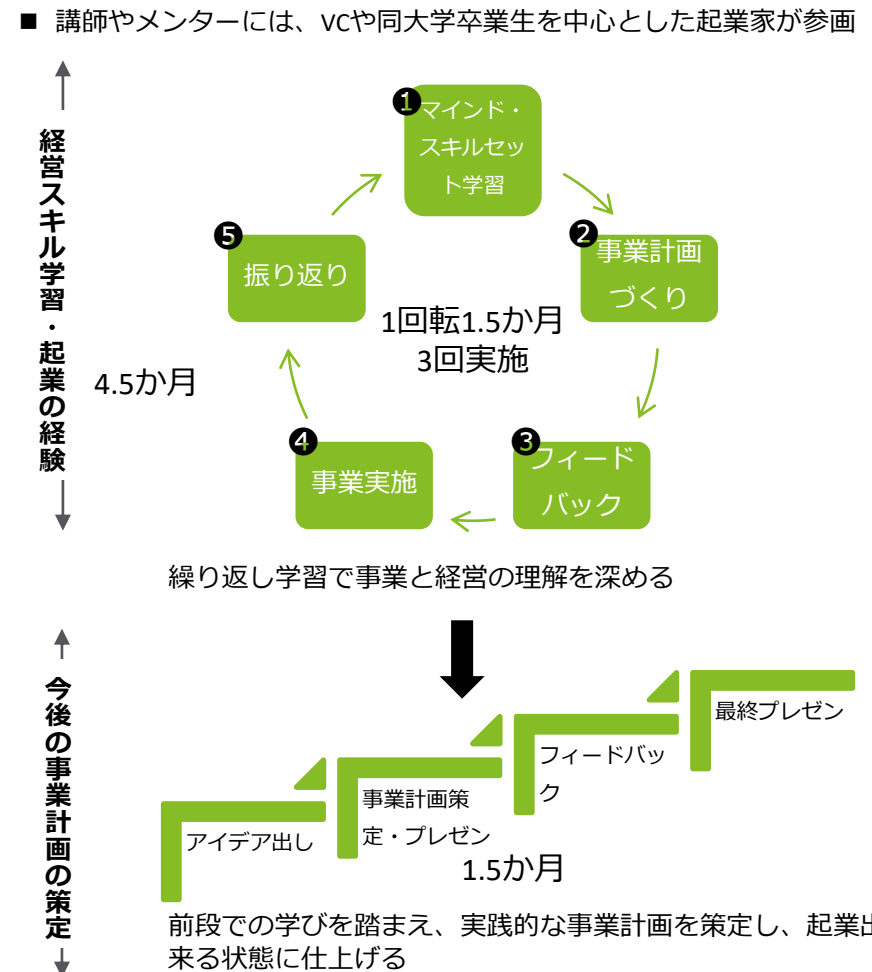 ■ 講師やメンターには、VCや同大学卒業生を中心とした起業家が参画
経営スキル学習・起業の経験
4.5か月
❶
マインド・
スキルセッ
ト学習
❷
事業計画
づくり
❸
フィード
バック
❹
事業実施
❺
振り返り
1回転1.5か月
3回実施
繰り返し学習で事業と経営の理解を深める
今後の事業計画の策定
アイデア出し
事業計画策
定・プレゼン
フィードバッ
ク
最終プレゼン
1.5か月
前段での学びを踏まえ、実践的な事業計画を策定し、起業出
来る状態に仕上げる